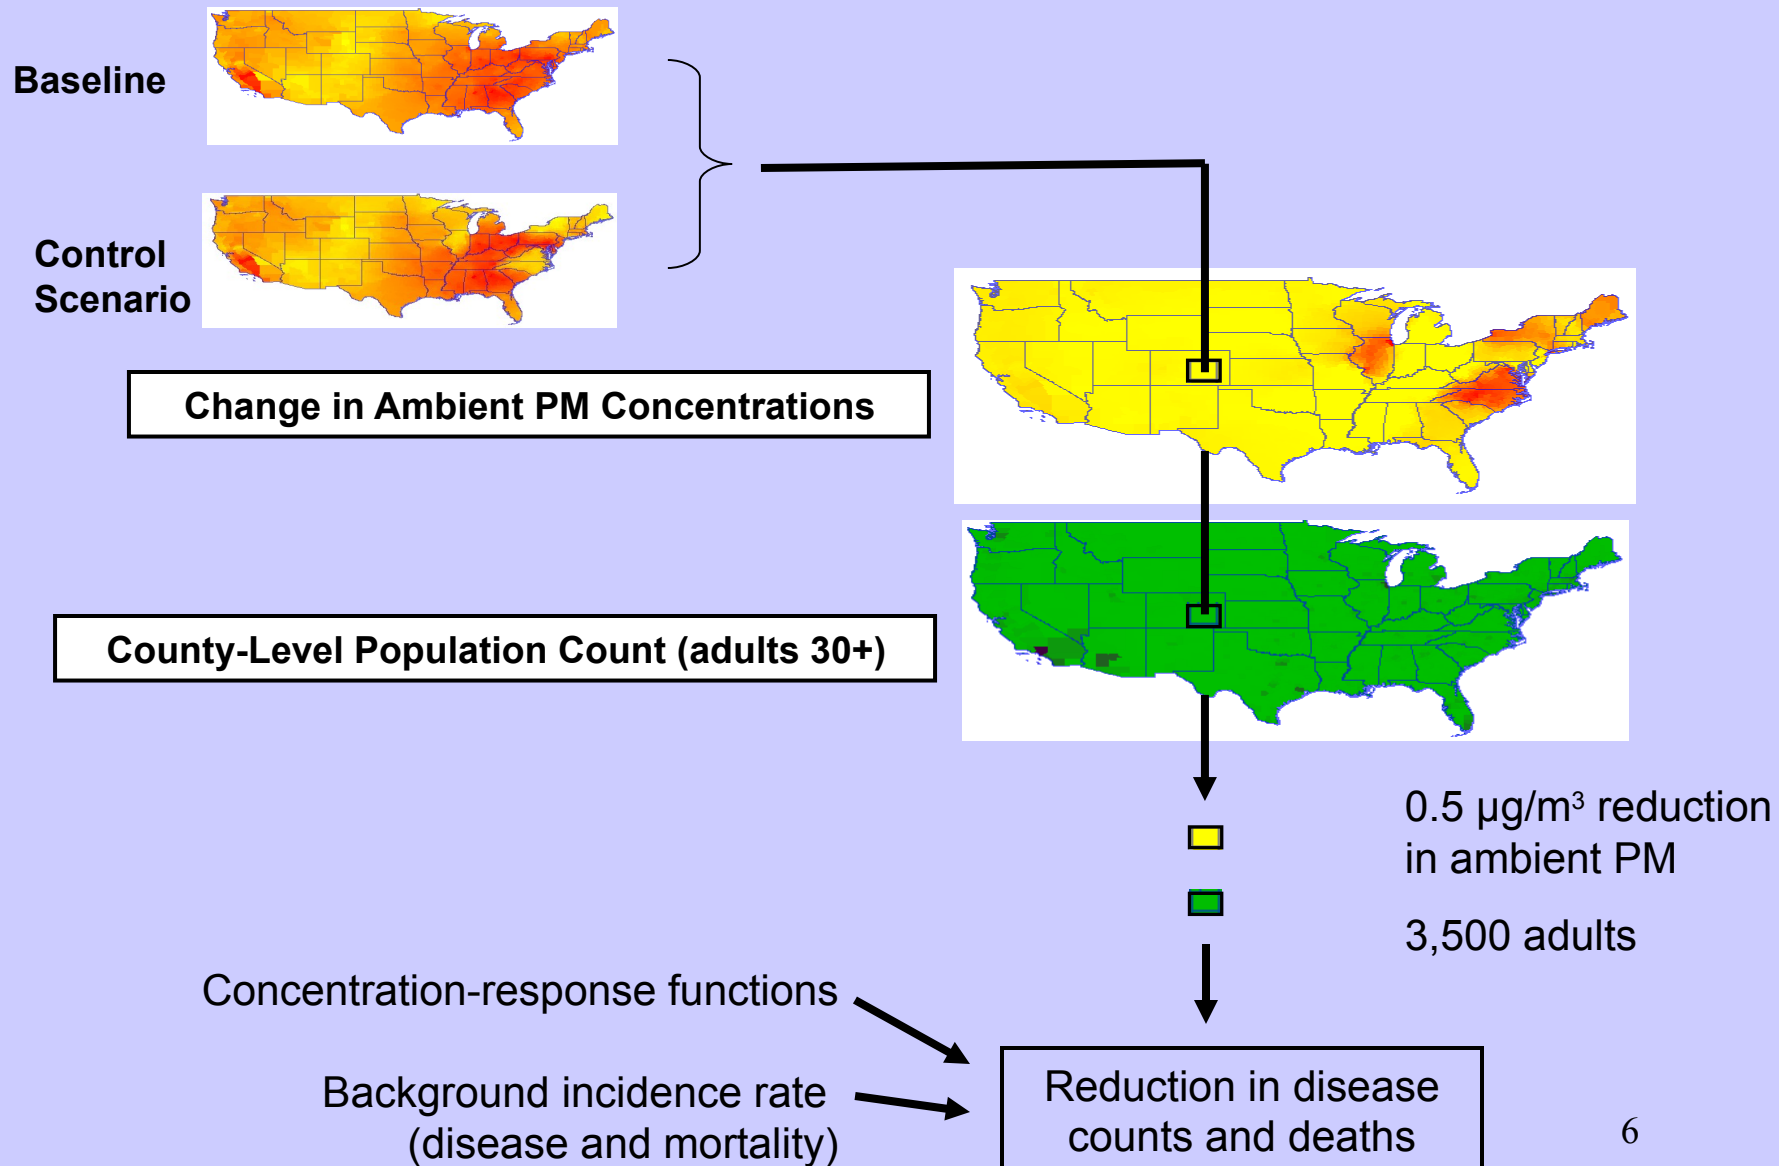 Baseline
Control
Scenario
Change in Ambient PM Concentrations
County-Level Population Count (adults 30+)
0.5 µg/m³ reduction
in ambient PM
3,500 adults
Concentration-response functions
Background incidence rate
(disease and mortality)
Reduction in disease
counts and deaths
6